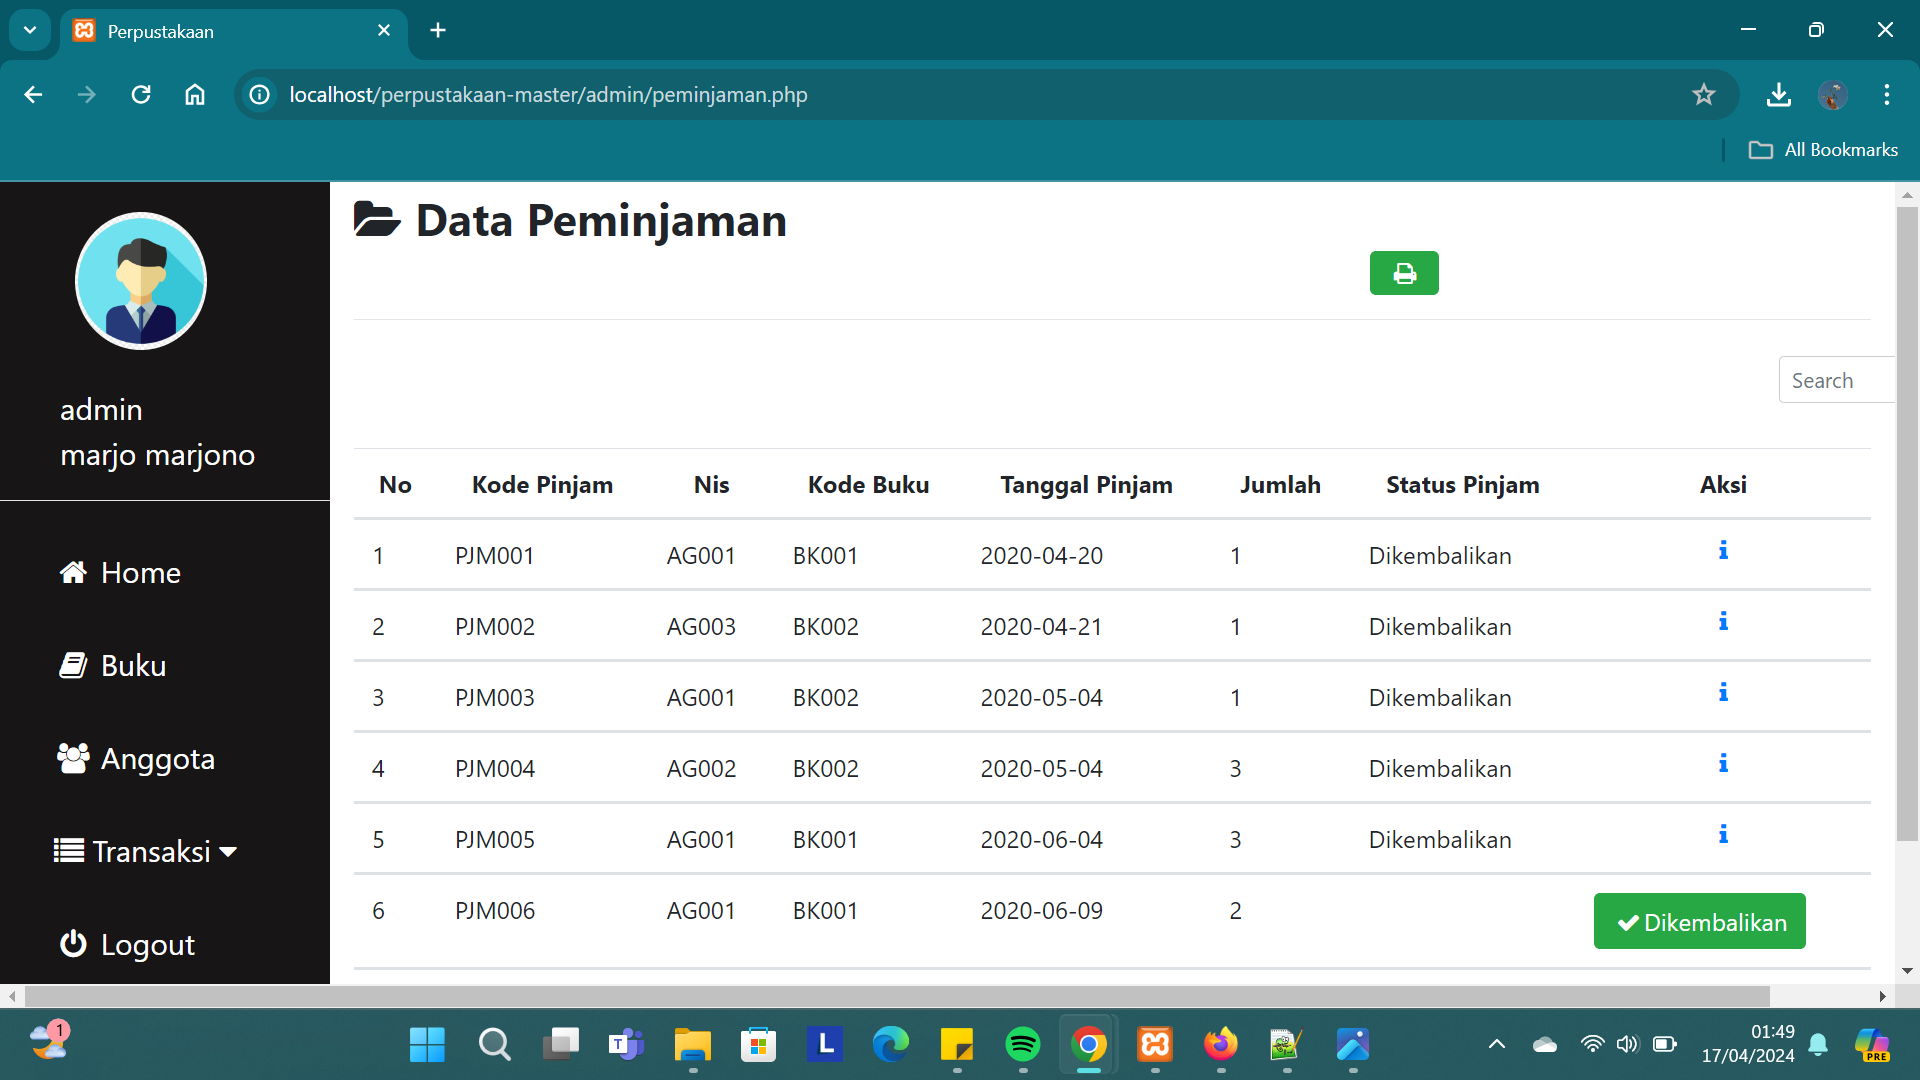 Perpustakaan
localhost/perpustakaan-master/admin/peminjaman.php
All Bookmarks
admin
marjo marjono
Home
Buku
Anggota
Transaksi
Logout
Data Peminjaman
Search
No Kode Pinjam Nis Kode Buku Tanggal Pinjam Jumlah Status Pinjam Aksi
1 PJM001 AG001 BK001 2020-04-20 1 Dikembalikan
2 PJM002 AG003 BK002 2020-04-21 1 Dikembalikan
3 PJM003 AG001 BK002 2020-05-04 1 Dikembalikan
4 PJM004 AG002 BK002 2020-05-04 3 Dikembalikan
5 PJM005 AG001 BK001 2020-06-04 3 Dikembalikan
6 PJM006 AG001 BK001 2020-06-09 2 Dikembalikan
1
T
L
01:49
17/04/2024
PRE